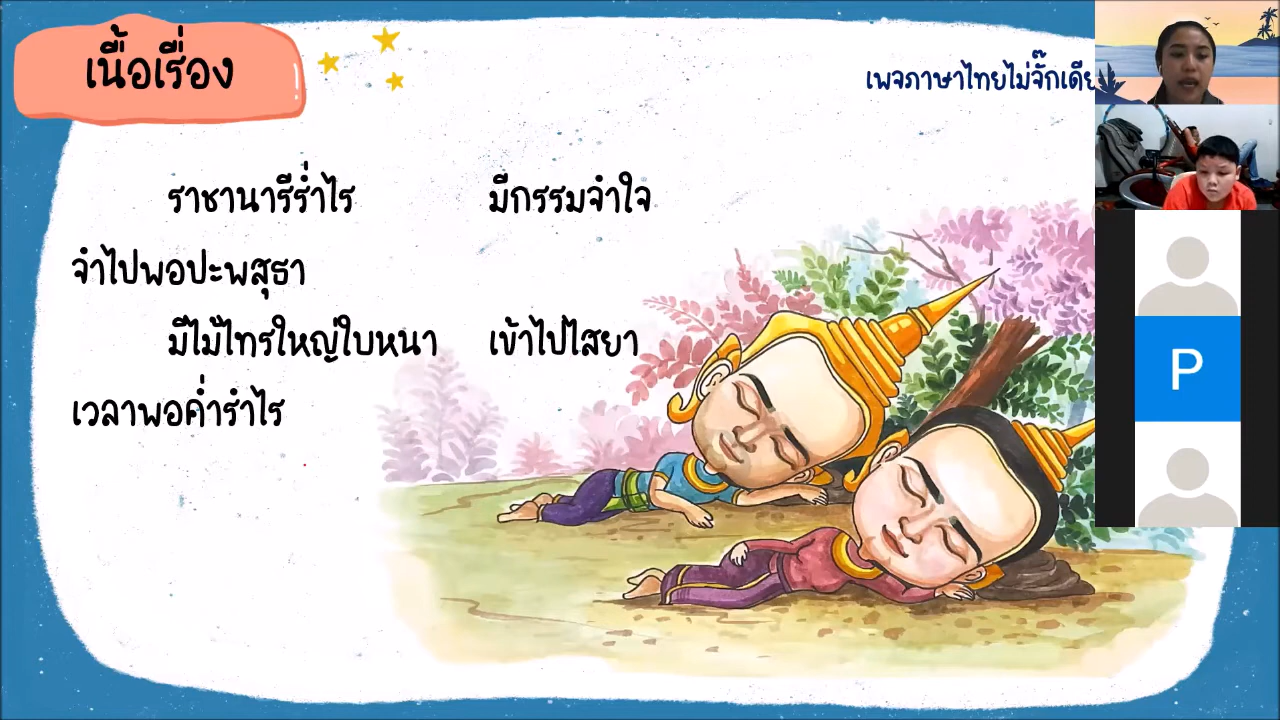 เนื้อเรื่อง
เพจภาษาไทยไม่จั๊กเดีย
ราชานารีร่ำไร มีกรรมจำใจ
จำไปพอปะพสุธา
มีไม้ไทรใหญ่ใบหนา เข้าไปไสยา
เวลาพอค่ำรำไร
P